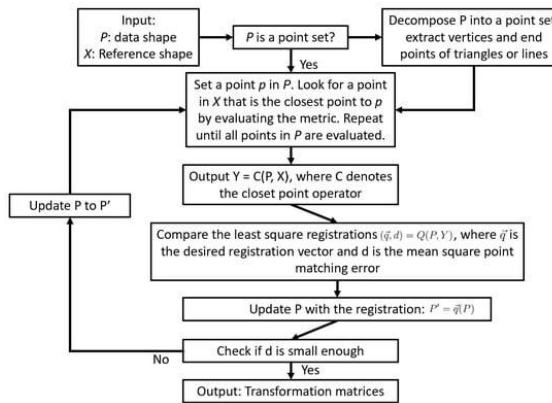 Input:
P: data shape
X: Reference shape
P is a point set?
Decompose P into a point set
extract vertices and end
points of triangles or lines
Yes
Set a point p in P. Look for a point
in X that is the closest point to p
by evaluating the metric. Repeat
until all points in P are evaluated.
Output Y = C(P, X), where C denotes
the closet point operator
Update P to P’
Compare the least square registrations (q⃗, d) = Q(P, Y), where q⃗ is
the desired registration vector and d is the mean square point
matching error
Update P with the registration: P′ = q⃗(P)
No
Check if d is small enough
Yes
Output: Transformation matrices